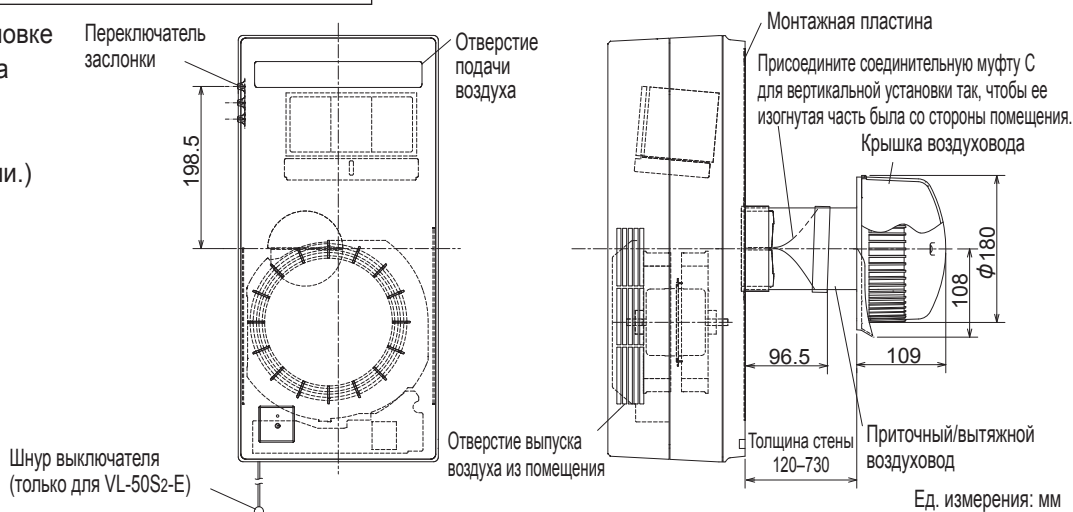 новке
а
и.)
Переключатель
заслонки
Отверстие
подачи
воздуха
198.5
Шнур выключателя
(только для VL-50S2-E)
Монтажная пластина
Присоедините соединительную муфту C
для вертикальной установки так, чтобы ее
изогнутая часть была со стороны помещения.
Крышка воздуховода
108
ϕ180
96.5
109
Отверстие выпуска
воздуха из помещения
Толщина стены
120–730
Приточный/вытяжной
воздуховод
Ед. измерения: мм